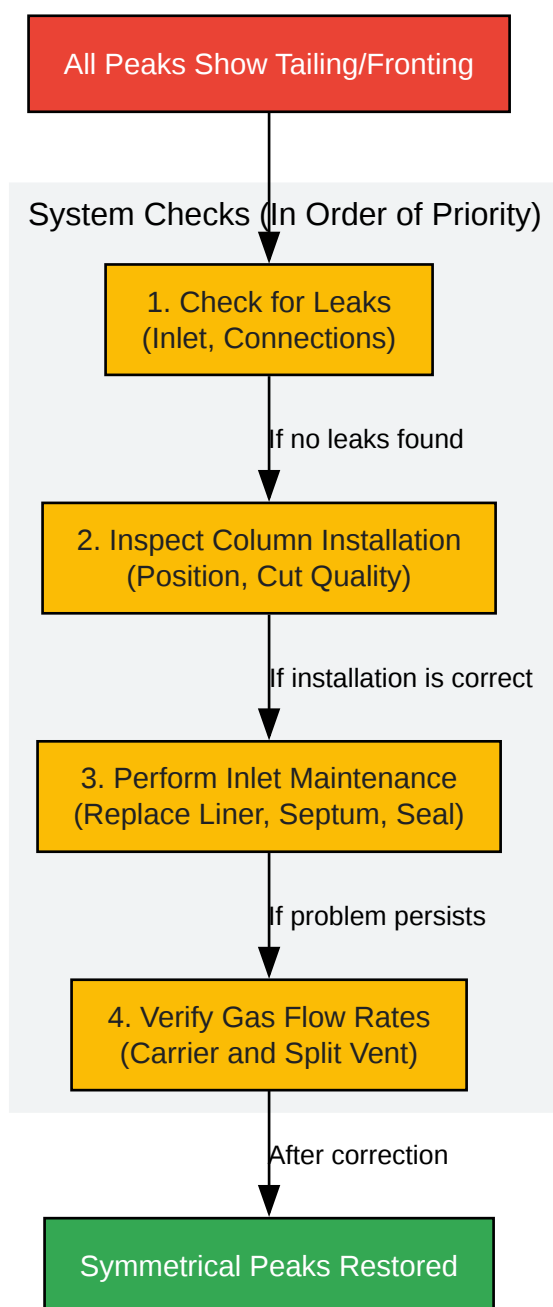 All Peaks Show Tailing/Fronting
System Checks (In Order of Priority)
1. Check for Leaks
(Inlet, Connections)
If no leaks found
2. Inspect Column Installation
(Position, Cut Quality)
If installation is correct
3. Perform Inlet Maintenance
(Replace Liner, Septum, Seal)
If problem persists
4. Verify Gas Flow Rates
(Carrier and Split Vent)
After correction
Symmetrical Peaks Restored